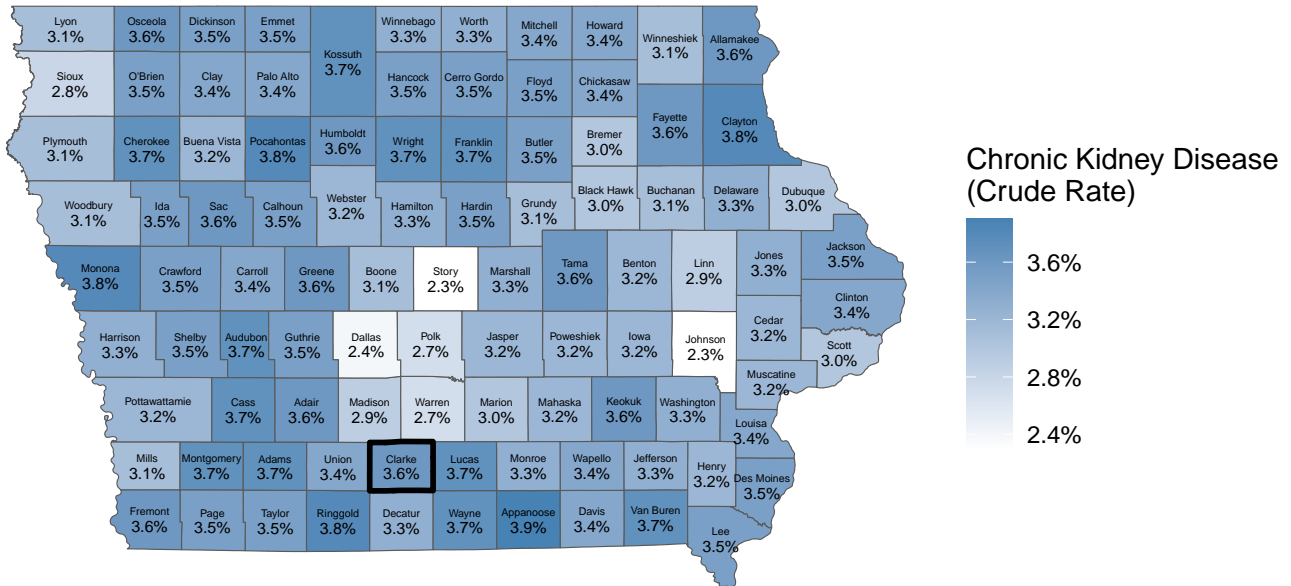 Lyon
3.1%
Osceola
3.6%
Dickinson
3.5%
Emmet
3.5%
Kossuth
3.7%
Winnebago
3.3%
Worth
3.3%
Mitchell
3.4%
Howard
3.4%
Winneshiek
3.1%
Allamakee
3.6%
Sioux
2.8%
O'Brien
3.5%
Clay
3.4%
Palo Alto
3.4%
Hancock
3.5%
Cerro Gordo
3.5%
Floyd
3.5%
Chickasaw
3.4%
Fayette
3.6%
Clayton
3.8%
Plymouth
3.1%
Cherokee
3.7%
Buena Vista
3.2%
Pocahontas
3.8%
Humboldt
3.6%
Wright
3.7%
Franklin
3.7%
Butler
3.5%
Bremer
3.0%
Woodbury
3.1%
Ida
3.5%
Sac
3.6%
Calhoun
3.5%
Webster
3.2%
Hamilton
3.3%
Hardin
3.5%
Grundy
3.1%
Black Hawk
3.0%
Buchanan
3.1%
Delaware
3.3%
Dubuque
3.0%
Monona
3.8%
Crawford
3.5%
Carroll
3.4%
Greene
3.6%
Boone
3.1%
Story
2.3%
Marshall
3.3%
Tama
3.6%
Benton
3.2%
Linn
2.9%
Jones
3.3%
Jackson
3.5%
Clinton
3.4%
Harrison
3.3%
Shelby
3.5%
Audubon
3.7%
Guthrie
3.5%
Dallas
2.4%
Polk
2.7%
Jasper
3.2%
Poweshiek
3.2%
Iowa
3.2%
Johnson
2.3%
Cedar
3.2%
Scott
3.0%
Muscatine
3.2%
Pottawattamie
3.2%
Cass
3.7%
Adair
3.6%
Madison
2.9%
Warren
2.7%
Marion
3.0%
Mahaska
3.2%
Keokuk
3.6%
Washington
3.3%
Louisa
3.4%
Mills
3.1%
Montgomery
3.7%
Adams
3.7%
Union
3.4%
Clarke
3.6%
Lucas
3.7%
Monroe
3.3%
Wapello
3.4%
Jefferson
3.3%
Henry
3.2%
Des Moines
3.5%
Fremont
3.6%
Page
3.5%
Taylor
3.5%
Ringgold
3.8%
Decatur
3.3%
Wayne
3.7%
Appanoose
3.9%
Davis
3.4%
Van Buren
3.7%
Lee
3.5%
Chronic Kidney Disease
(Crude Rate)
3.6%
3.2%
2.8%
2.4%